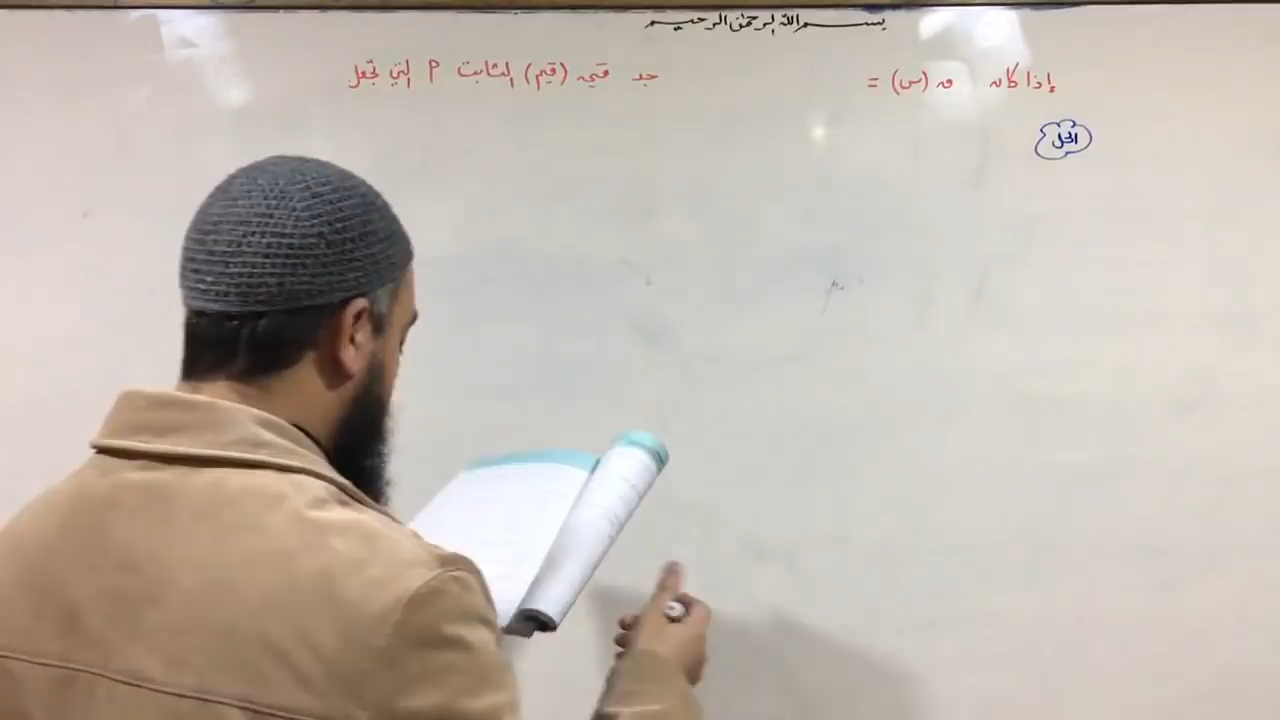 بسم الله الرحمن الرحيم
إذا كان ق (س) = جد قيمة (قيم) الثابت P التي تجعل
الحل